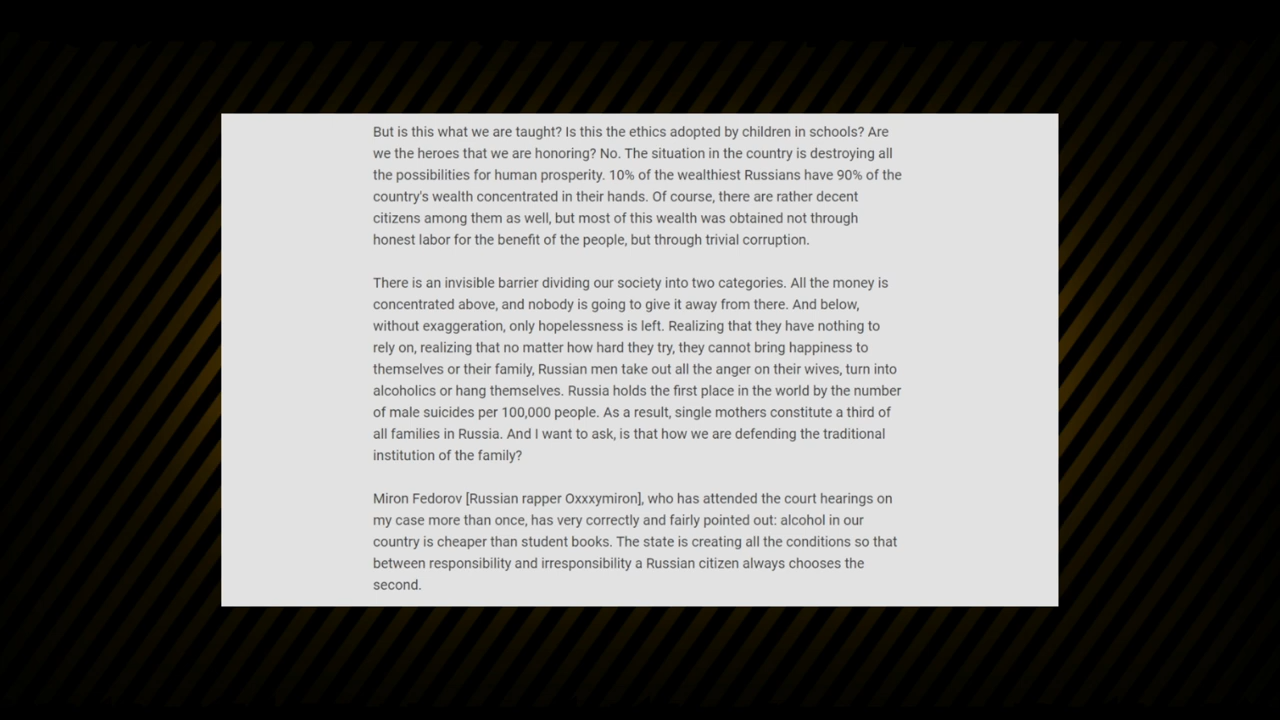 But is this what we are taught? Is this the ethics adopted by children in schools? Are
we the heroes that we are honoring? No. The situation in the country is destroying all
the possibilities for human prosperity. 10% of the wealthiest Russians have 90% of the
country's wealth concentrated in their hands. Of course, there are rather decent
citizens among them as well, but most of this wealth was obtained not through
honest labor for the benefit of the people, but through trivial corruption.
There is an invisible barrier dividing our society into two categories. All the money is
concentrated above, and nobody is going to give it away from there. And below,
without exaggeration, only hopelessness is left. Realizing that they have nothing to
rely on, realizing that no matter how hard they try, they cannot bring happiness to
themselves or their family, Russian men take out all the anger on their wives, turn into
alcoholics or hang themselves. Russia holds the first place in the world by the number
of male suicides per 100,000 people. As a result, single mothers constitute a third of
all families in Russia. And I want to ask, is that how we are defending the traditional
institution of the family?
Miron Fedorov [Russian rapper Oxxxymiron], who has attended the court hearings on
my case more than once, has very correctly and fairly pointed out: alcohol in our
country is cheaper than student books. The state is creating all the conditions so that
between responsibility and irresponsibility a Russian citizen always chooses the
second.